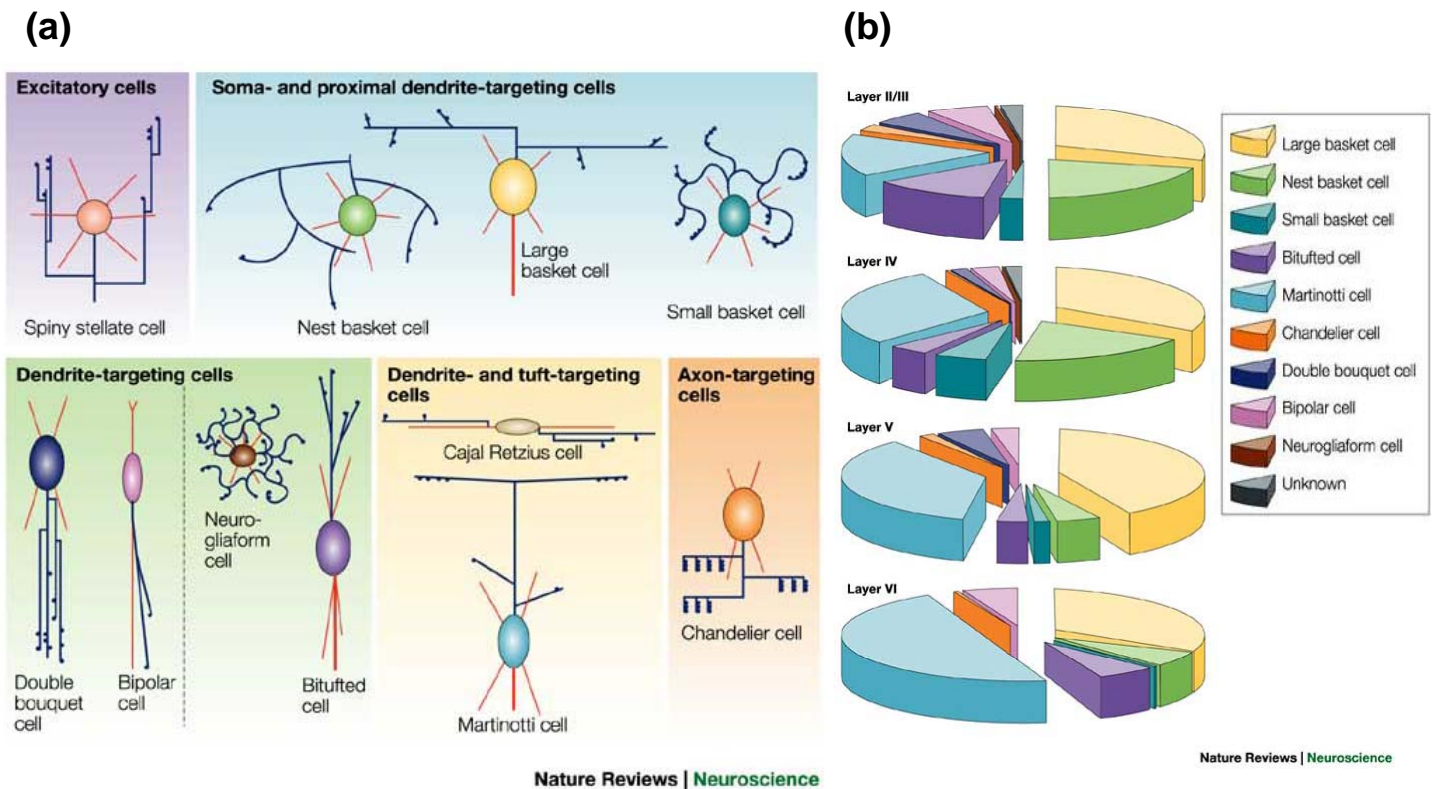 (a)
Excitatory cells
Spiny stellate cell
Soma- and proximal dendrite-targeting cells
Nest basket cell
Large
basket cell
Small basket cell
Dendrite-targeting cells
Double
bouquet
cell
Bipolar
cell
Neuro-
gliaform
cell
Bitufted
cell
Dendrite- and tuft-targeting
cells
Cajal Retzius cell
Martinotti cell
Axon-targeting
cells
Chandelier cell
Nature Reviews | Neuroscience
(b)
Layer II/III
Layer IV
Layer V
Layer VI
Large basket cell
Nest basket cell
Small basket cell
Bitufted cell
Martinotti cell
Chandelier cell
Double bouquet cell
Bipolar cell
Neurogliaform cell
Unknown
Nature Reviews | Neuroscience